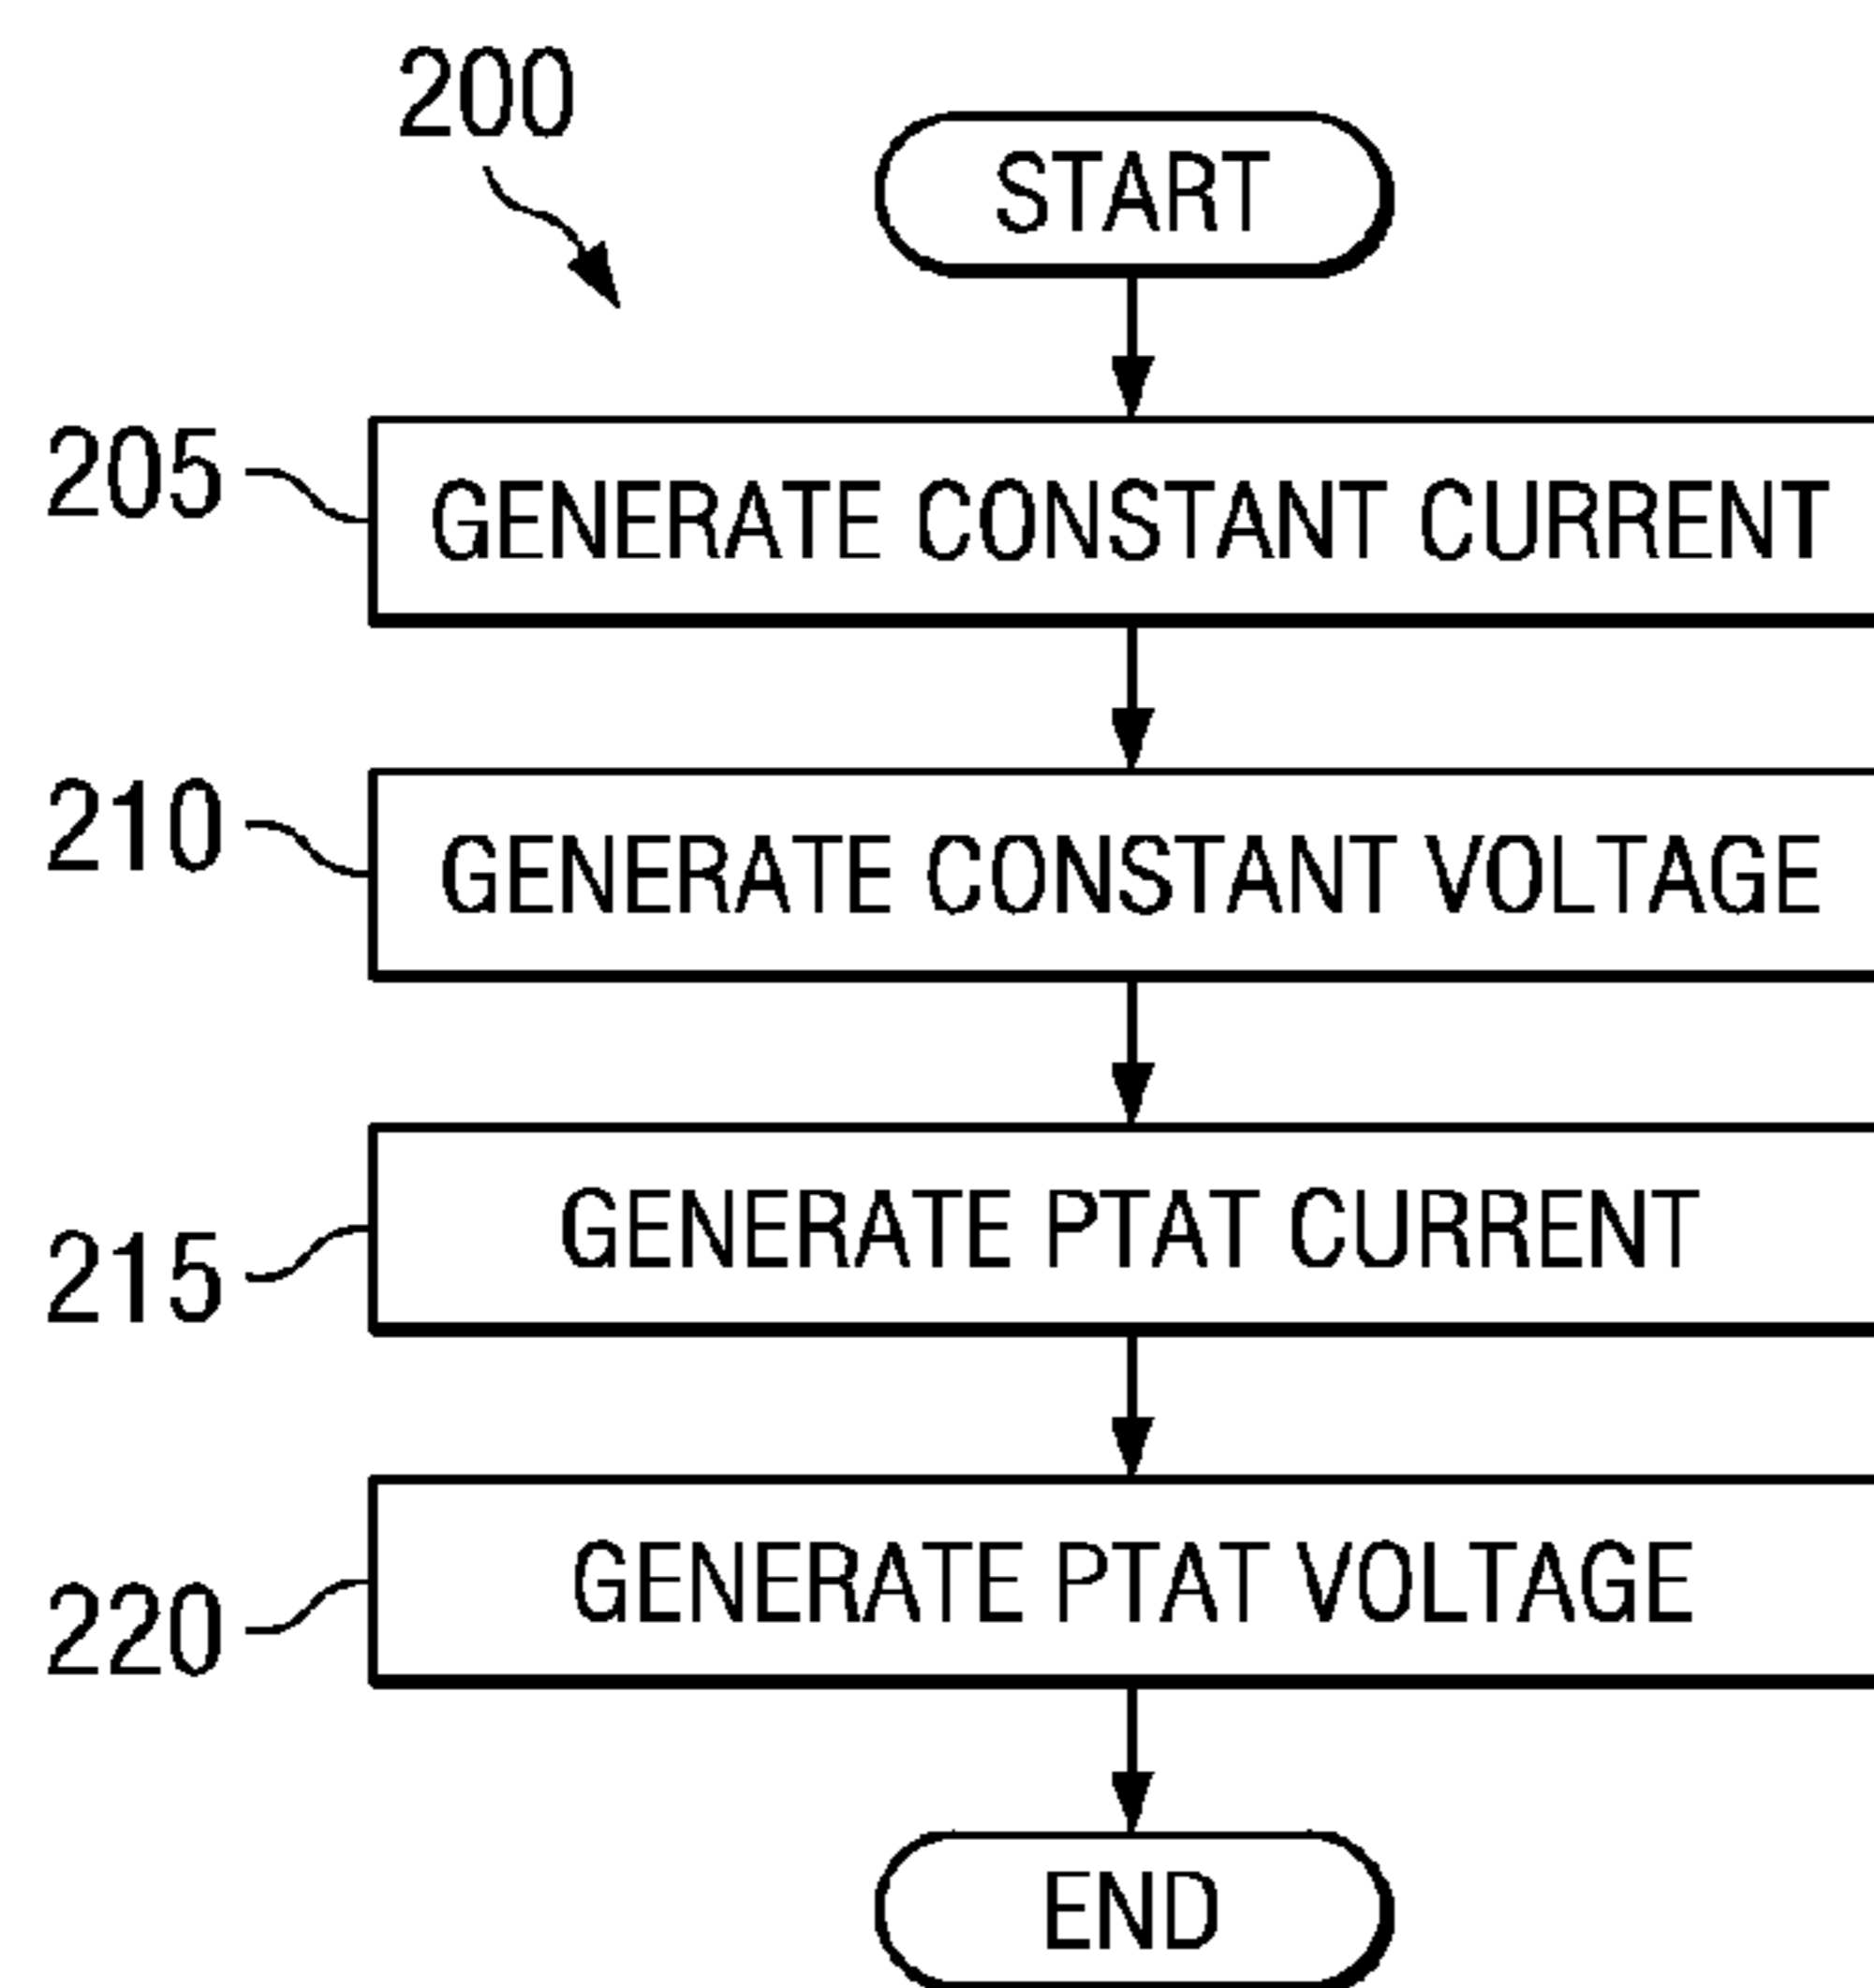 200
START
205
GENERATE CONSTANT CURRENT
210
GENERATE CONSTANT VOLTAGE
215
GENERATE PTAT CURRENT
220
GENERATE PTAT VOLTAGE
END